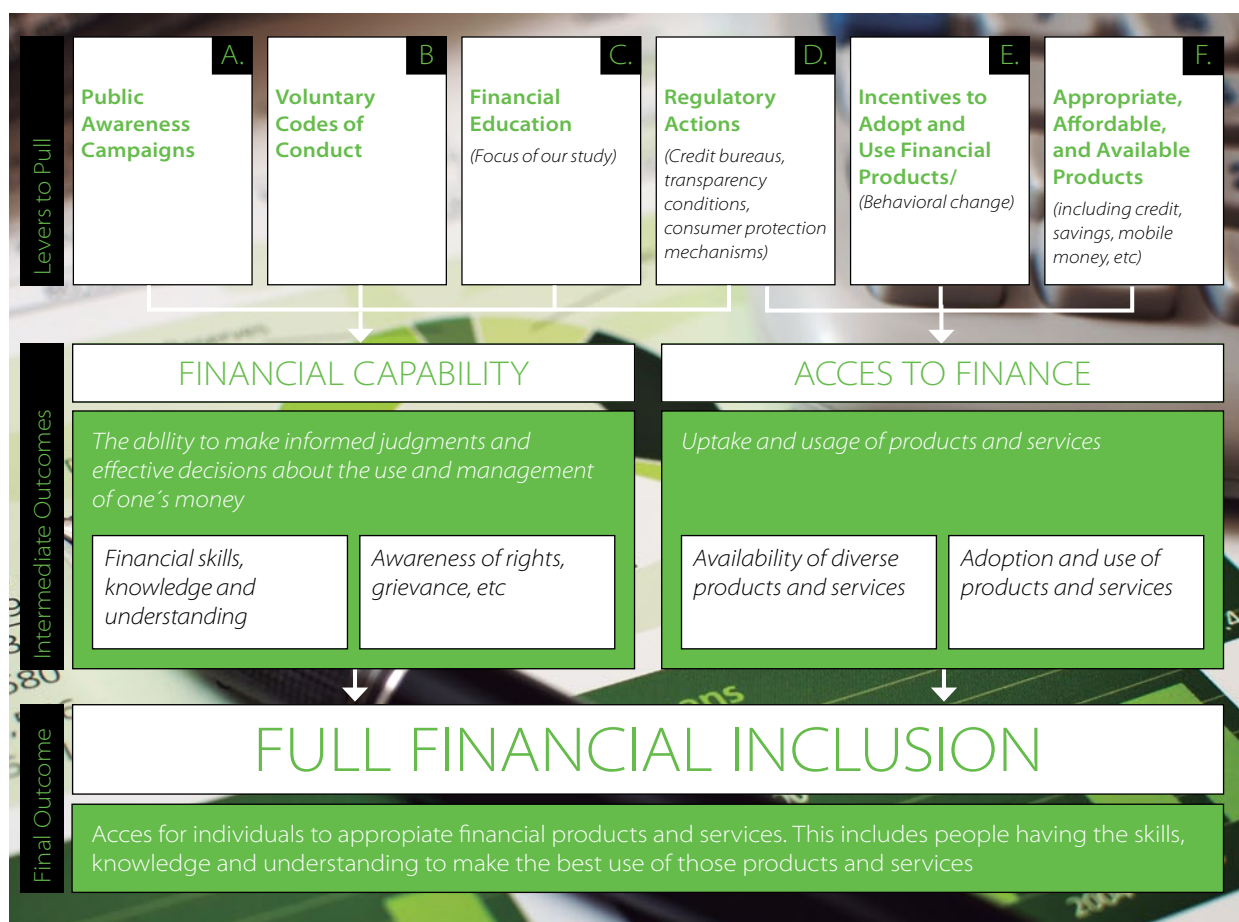 Levers to Pull
A.
Public
Awareness
Campaigns
B
Voluntary
Codes of
Conduct
C.
Financial
Education
(Focus of our study)
D.
Regulatory
Actions
(Credit bureaus,
transparency
conditions,
consumer protection
mechanisms)
E.
Incentives to
Adopt and
Use Financial
Products/
(Behavioral change)
F.
Appropriate,
Affordable,
and Available
Products
(including credit,
savings, mobile
money, etc)
Intermediate Outcomes
FINANCIAL CAPABILITY
The abllity to make informed judgments and
effective decisions about the use and management
of one´s money
Financial skills,
knowledge and
understanding
Awareness of rights,
grievance, etc
ACCES TO FINANCE
Uptake and usage of products and services
Availability of diverse
products and services
Adoption and use of
products and services
Final Outcome
FULL FINANCIAL INCLUSION
Acces for individuals to appropiate financial products and services. This includes people having the skills,
knowledge and understanding to make the best use of those products and services